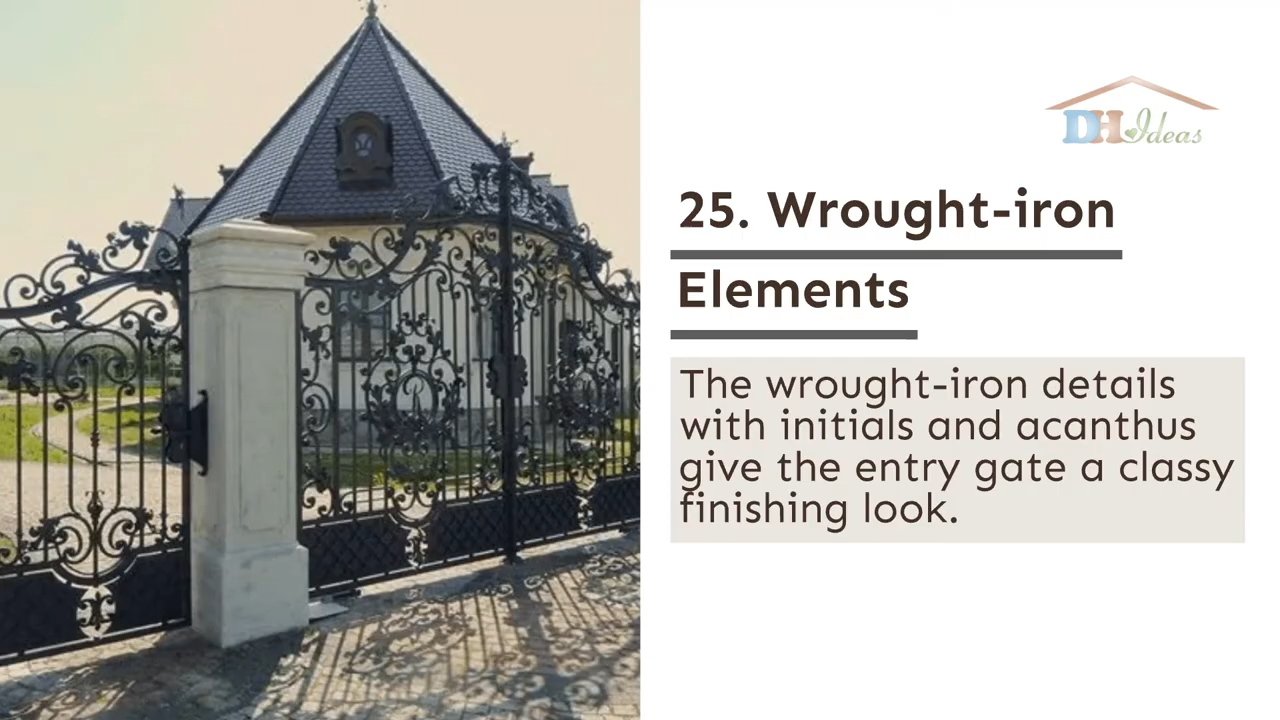 DH Ideas
25. Wrought-iron
Elements
The wrought-iron details
with initials and acanthus
give the entry gate a classy
finishing look.